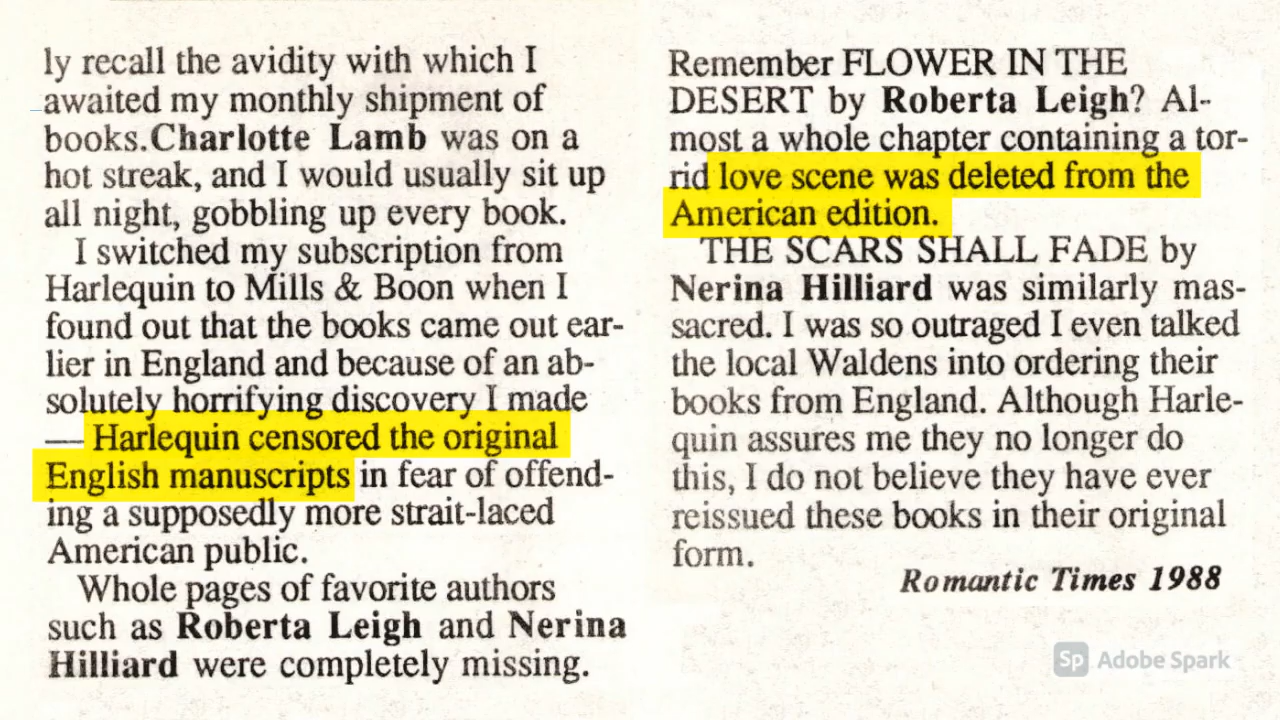 ly recall the avidity with which I
awaited my monthly shipment of
books.Charlotte Lamb was on a
hot streak, and I would usually sit up
all night, gobbling up every book.
I switched my subscription from
Harlequin to Mills & Boon when I
found out that the books came out ear-
lier in England and because of an ab-
solutely horrifying discovery I made
— Harlequin censored the original
English manuscripts in fear of offend-
ing a supposedly more strait-laced
American public.
Whole pages of favorite authors
such as Roberta Leigh and Nerina
Hilliard were completely missing.
Remember FLOWER IN THE
DESERT by Roberta Leigh? Al-
most a whole chapter containing a tor-
rid love scene was deleted from the
American edition.
THE SCARS SHALL FADE by
Nerina Hilliard was similarly mas-
sacred. I was so outraged I even talked
the local Waldens into ordering their
books from England. Although Harle-
quin assures me they no longer do
this, I do not believe they have ever
reissued these books in their original
form.
Romantic Times 1988
Sp Adobe Spark